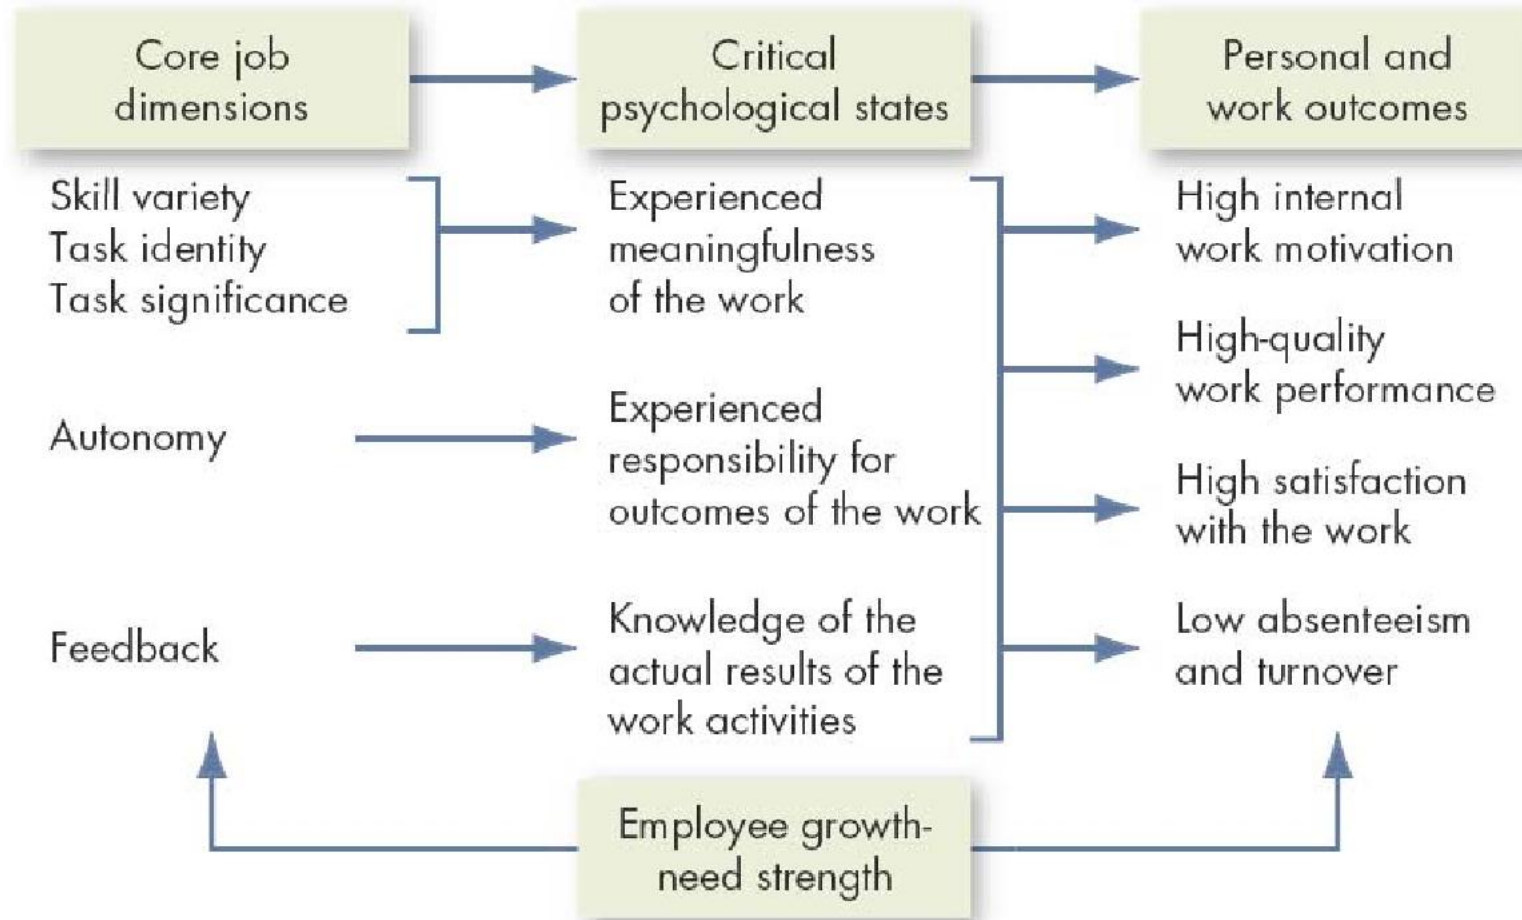 Core job
dimensions
Critical
psychological states
Personal and
work outcomes
Skill variety
Task identity
Task significance
Experienced
meaningfulness
of the work
High internal
work motivation
High-quality
work performance
Autonomy
Experienced
responsibility for
outcomes of the work
High satisfaction
with the work
Feedback
Knowledge of the
actual results of the
work activities
Low absenteeism
and turnover
Employee growth-
need strength